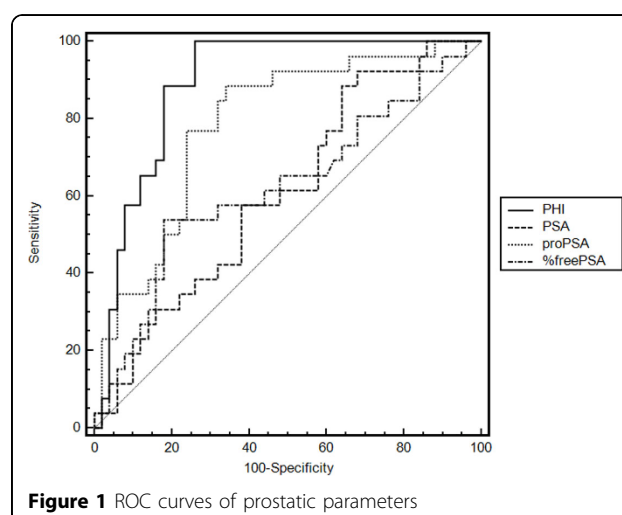 100
80
60
40
20
0
Sensitivity
0 20 40 60 80 100
100-Specificity
PHI
PSA
proPSA
%freePSA
Figure 1 ROC curves of prostatic parameters